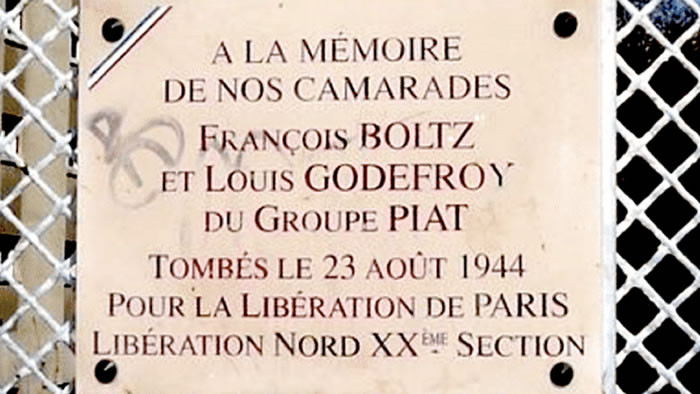 A LA MÉMOIRE
DE NOS CAMARADES
FRANÇOIS BOLTZ
ET LOUIS GODEFROY
DU GROUPE PIAT
TOMBÉS LE 23 AOÛT 1944
POUR LA LIBÉRATION DE PARIS
LIBÉRATION NORD XXÈME SECTION